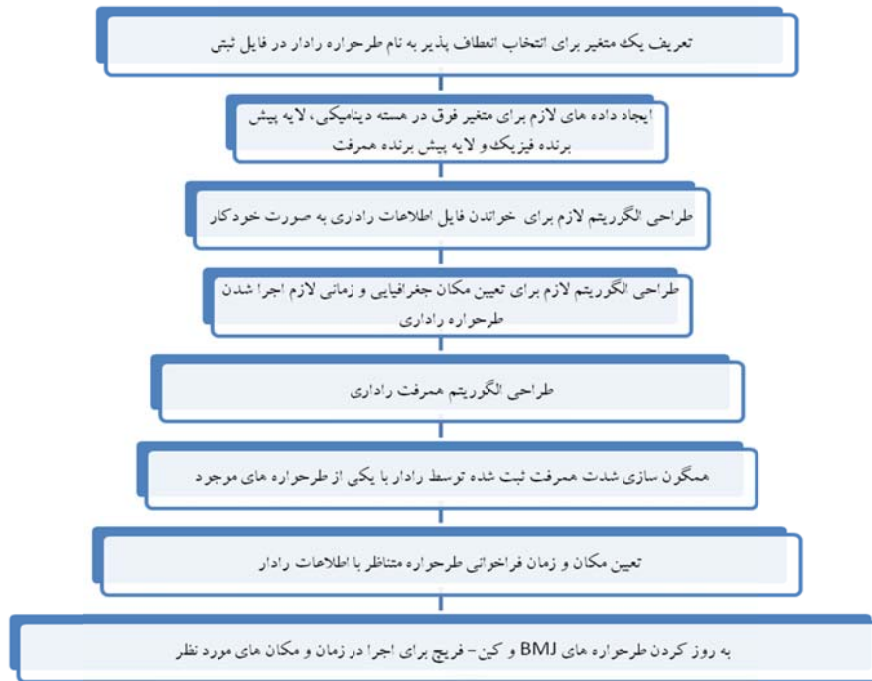 تعریف یک متغیر برای انتخاب انعطاف پذیر به نام طرحواره رادار در فایل ثبتی
ایجاد داده های لازم برای متغیر فوق در هسته دینامیکی، لایه پیش
برنده فیزیک و لایه پیش برنده همرفت
طراحی الگرریتم لازم برای خواندن فایل اطلاعات راداری به صورت خودکار
طراحی الگوریتم لازم برای تعیین مکان جغرافیایی و زمانی لازم اجرا شدن
طرحواره راداری
طراحی الگوریتم همرفت راداری
همگون سازی شدت همرفت ثبت شده توسط رادار با یکی از طرحواره های موجود
تعیین مکان و زمان فراخوانی طرحواره متناظر با اطلاعات رادار
به روز کردن طرحواره های BMJ و کین- فریچ برای اجرا در زمان و مکان های مورد نظر